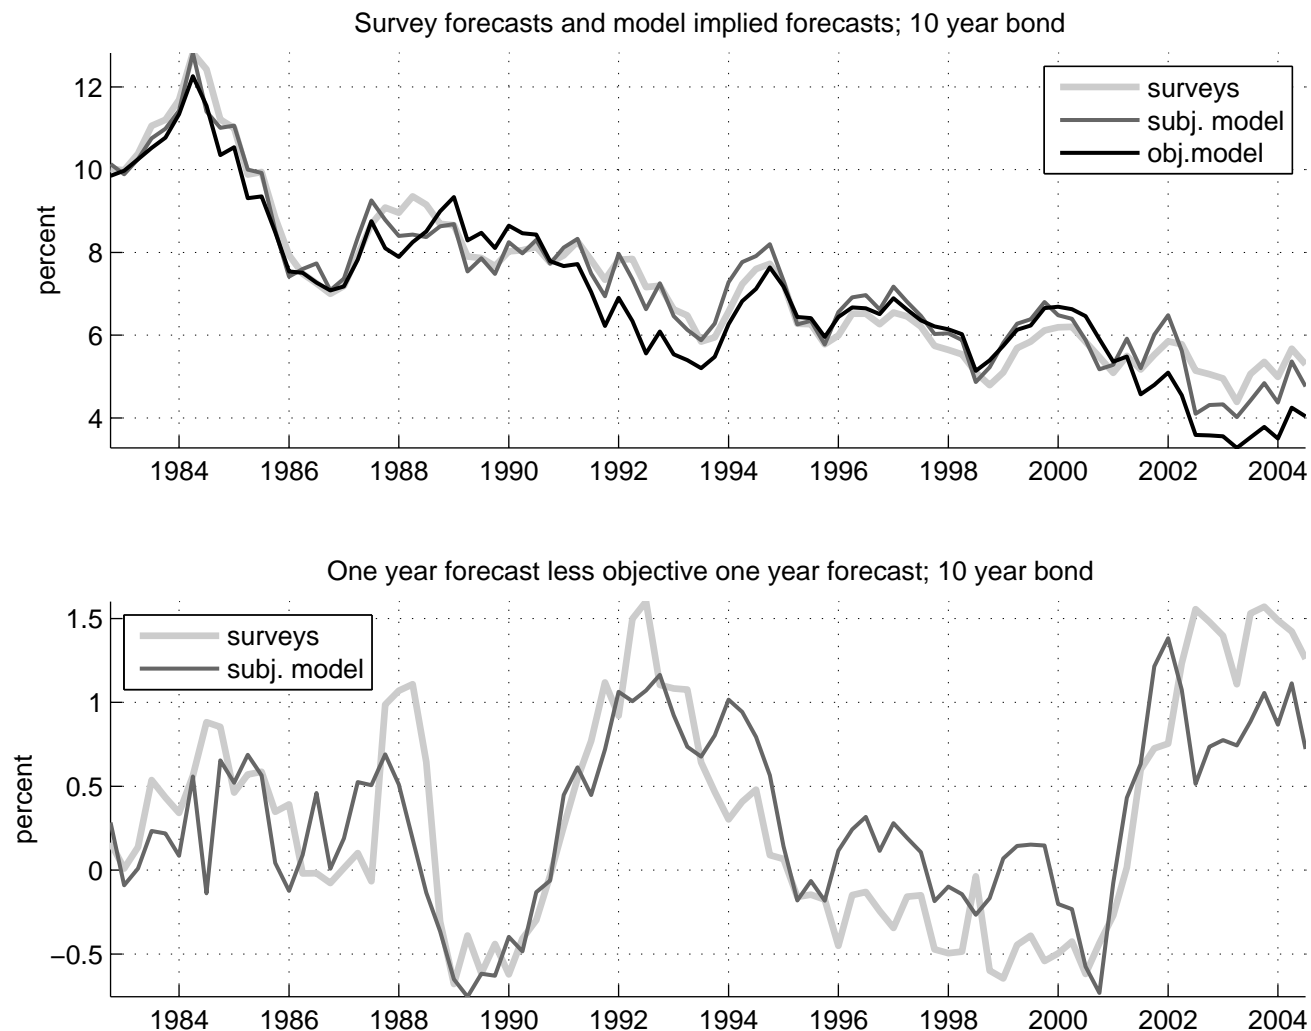 Survey forecasts and model implied forecasts; 10 year bond
percent
12
10
8
6
4
surveys
subj. model
obj.model
1984 1986 1988 1990 1992 1994 1996 1998 2000 2002 2004
One year forecast less objective one year forecast; 10 year bond
percent
1.5
1
0.5
0
−0.5
surveys
subj. model
1984 1986 1988 1990 1992 1994 1996 1998 2000 2002 2004